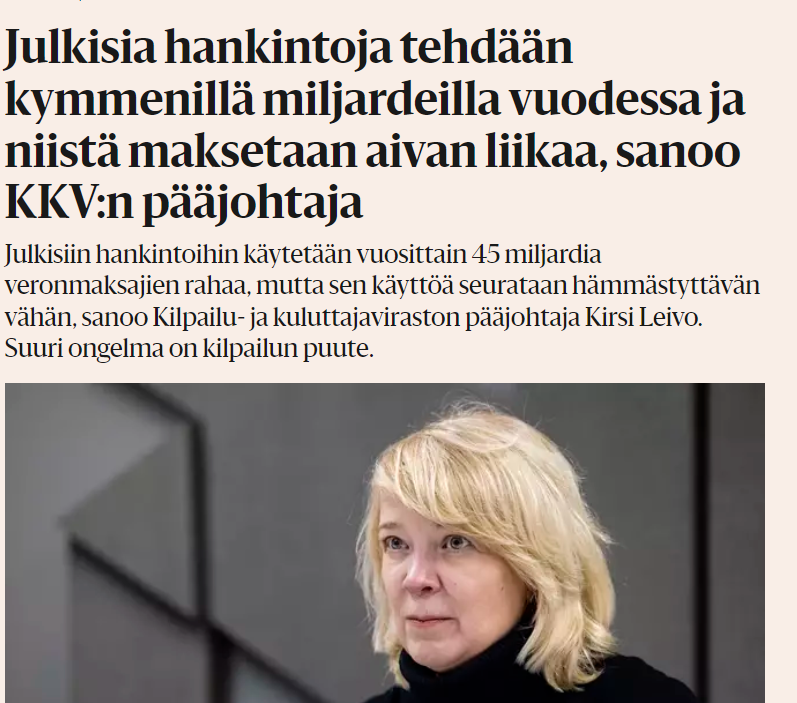 Julkisia hankintoja tehdään
kymmenillä miljardeilla vuodessa ja
niistä maksetaan aivan liikaa, sanoo
KKV:n pääjohtaja
Julkisiin hankintoihin käytetään vuosittain 45 miljardia
veronmaksajien rahaa, mutta sen käyttöä seurataan hämmästyttävän
vähän, sanoo Kilpailu- ja kuluttajaviraston pääjohtaja Kirsi Leivo.
Suuri ongelma on kilpailun puute.